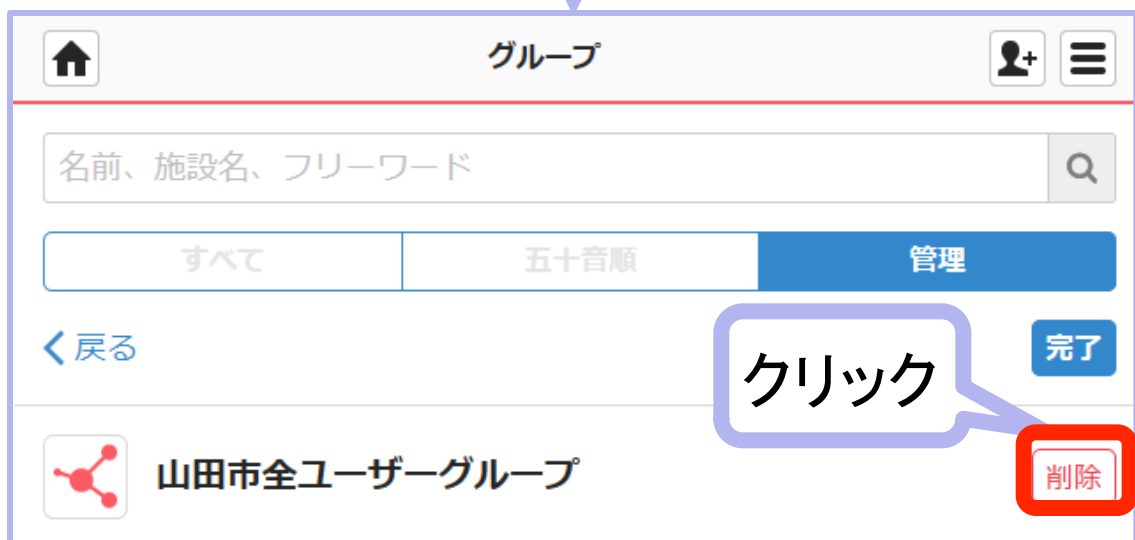 グループ
名前、施設名、フリーワード
すべて 五十音順 管理
戻る 完了
クリック
山田市全ユーザーグループ 削除